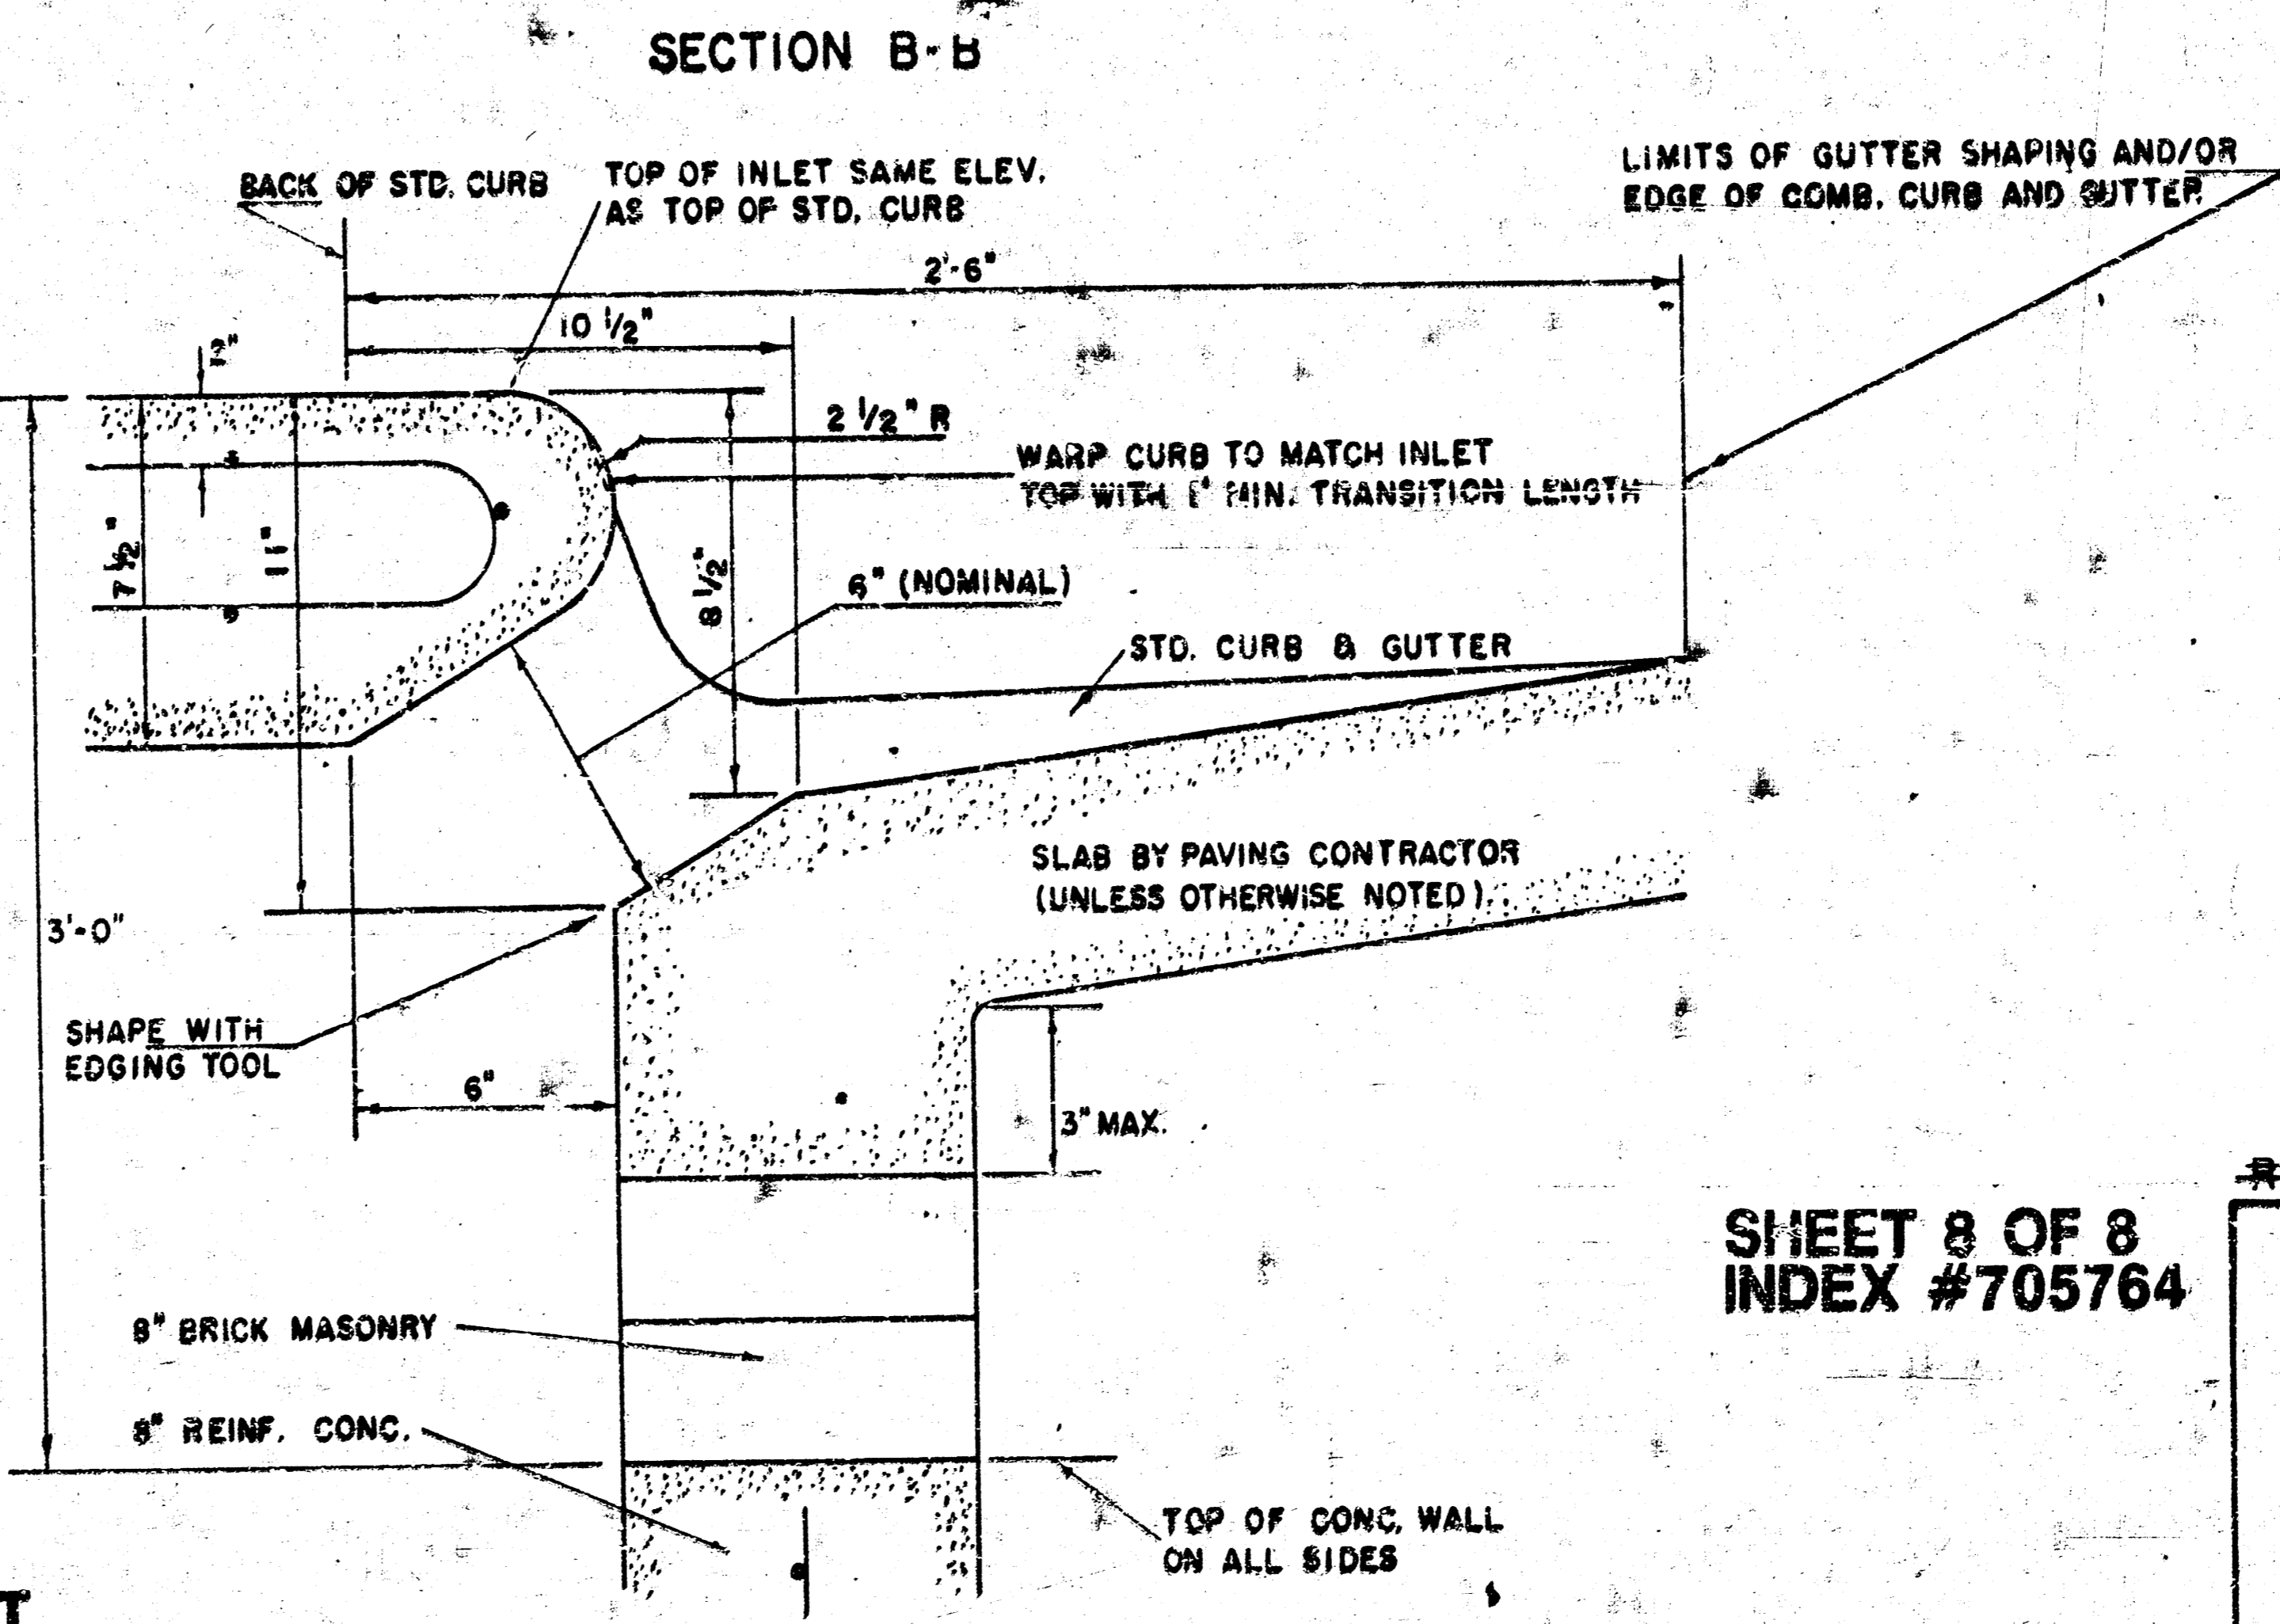 SECTION B-B
BACK OF STD. CURB
TOP OF INLET SAME ELEV.
AS TOP OF STD. CURB
LIMITS OF GUTTER SHAPING AND/OR
EDGE OF COMB. CURB AND GUTTER
2'-6"
10 1/2"
2"
2 1/2" R
WARP CURB TO MATCH INLET
TOP WITH 1' MIN. TRANSITION LENGTH
7 1/2"
11"
8 1/2"
6" (NOMINAL)
STD. CURB & GUTTER
SLAB BY PAVING CONTRACTOR
(UNLESS OTHERWISE NOTED)
3'-0"
SHAPE WITH
EDGING TOOL
6"
3" MAX.
SHEET 8 OF 8
INDEX #705764
8" BRICK MASONRY
8" REINF. CONC.
TOP OF CONC. WALL
ON ALL SIDES
T